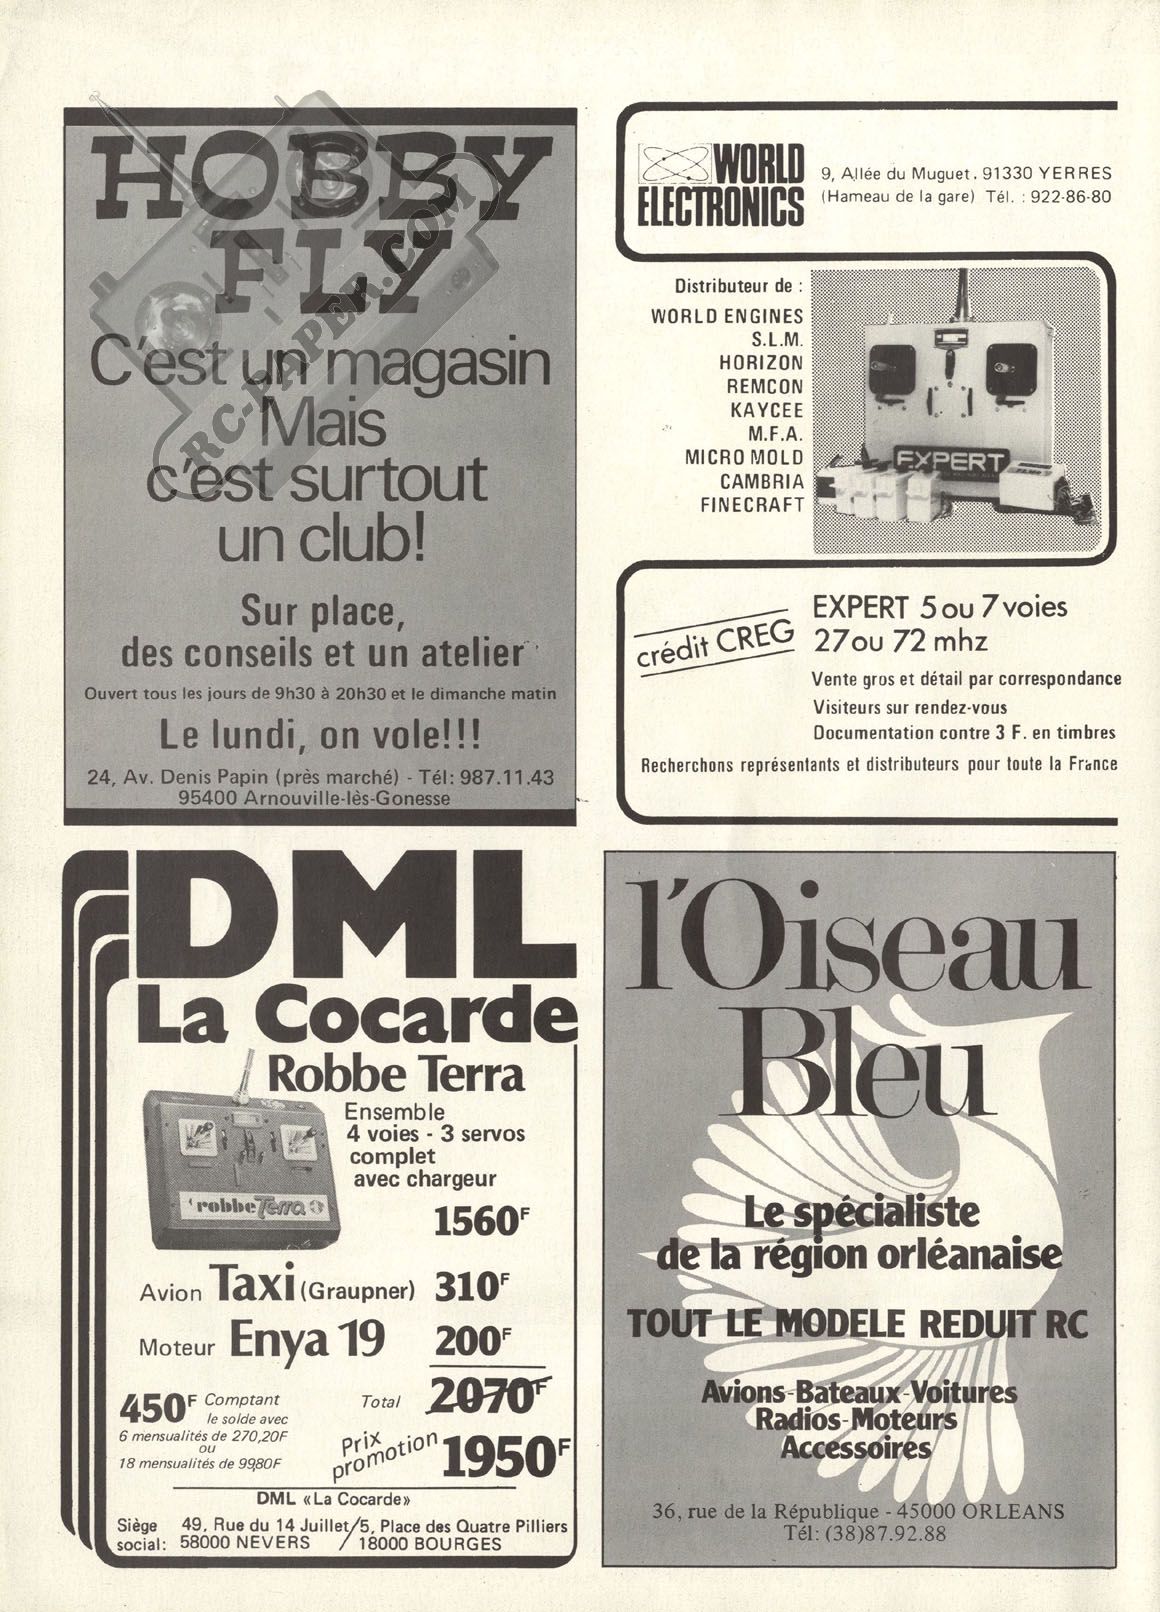 HOBBY
FLY
C'est un magasin
Mais
c'est surtout
un club!
Sur place,
des conseils et un atelier
Ouvert tous les jours de 9h30 à 20h30 et le dimanche matin
Le lundi, on vole!!!
24, Av. Denis Papin (près marché) - Tél: 987.11.43
95400 Arnouville-lès-Gonesse
RC-PAPER.COM
WORLD
ELECTRONICS
9, Allée du Muguet. 91330 YERRES
(Hameau de la gare) Tél. : 922-86-80
Distributeur de :
WORLD ENGINES
S.L.M.
HORIZON
REMCON
KAYCEE
M.F.A.
MICRO MOLD
CAMBRIA
FINECRAFT
EXPERT
crédit CREG
EXPERT 5 ou 7 voies
27 ou 72 mhz
Vente gros et détail par correspondance
Visiteurs sur rendez-vous
Documentation contre 3 F. en timbres
Recherchons représentants et distributeurs pour toute la France
DML
La Cocarde
Robbe Terra
Ensemble
4 voies - 3 servos
complet
avec chargeur
robbe Terra
1560F
Avion Taxi (Graupner) 310F
Moteur Enya 19 200F
Total 2070F
450F Comptant
le solde avec
6 mensualités de 270,20F
ou
18 mensualités de 99,80F
Prix
promotion 1950F
DML «La Cocarde»
Siège social: 49, Rue du 14 Juillet/5, Place des Quatre Pilliers
58000 NEVERS / 18000 BOURGES
l'Oiseau
Bleu
Le spécialiste
de la région orléanaise
TOUT LE MODELE REDUIT RC
Avions-Bateaux-Voitures
Radios-Moteurs
Accessoires
36, rue de la République - 45000 ORLEANS
Tél: (38)87.92.88